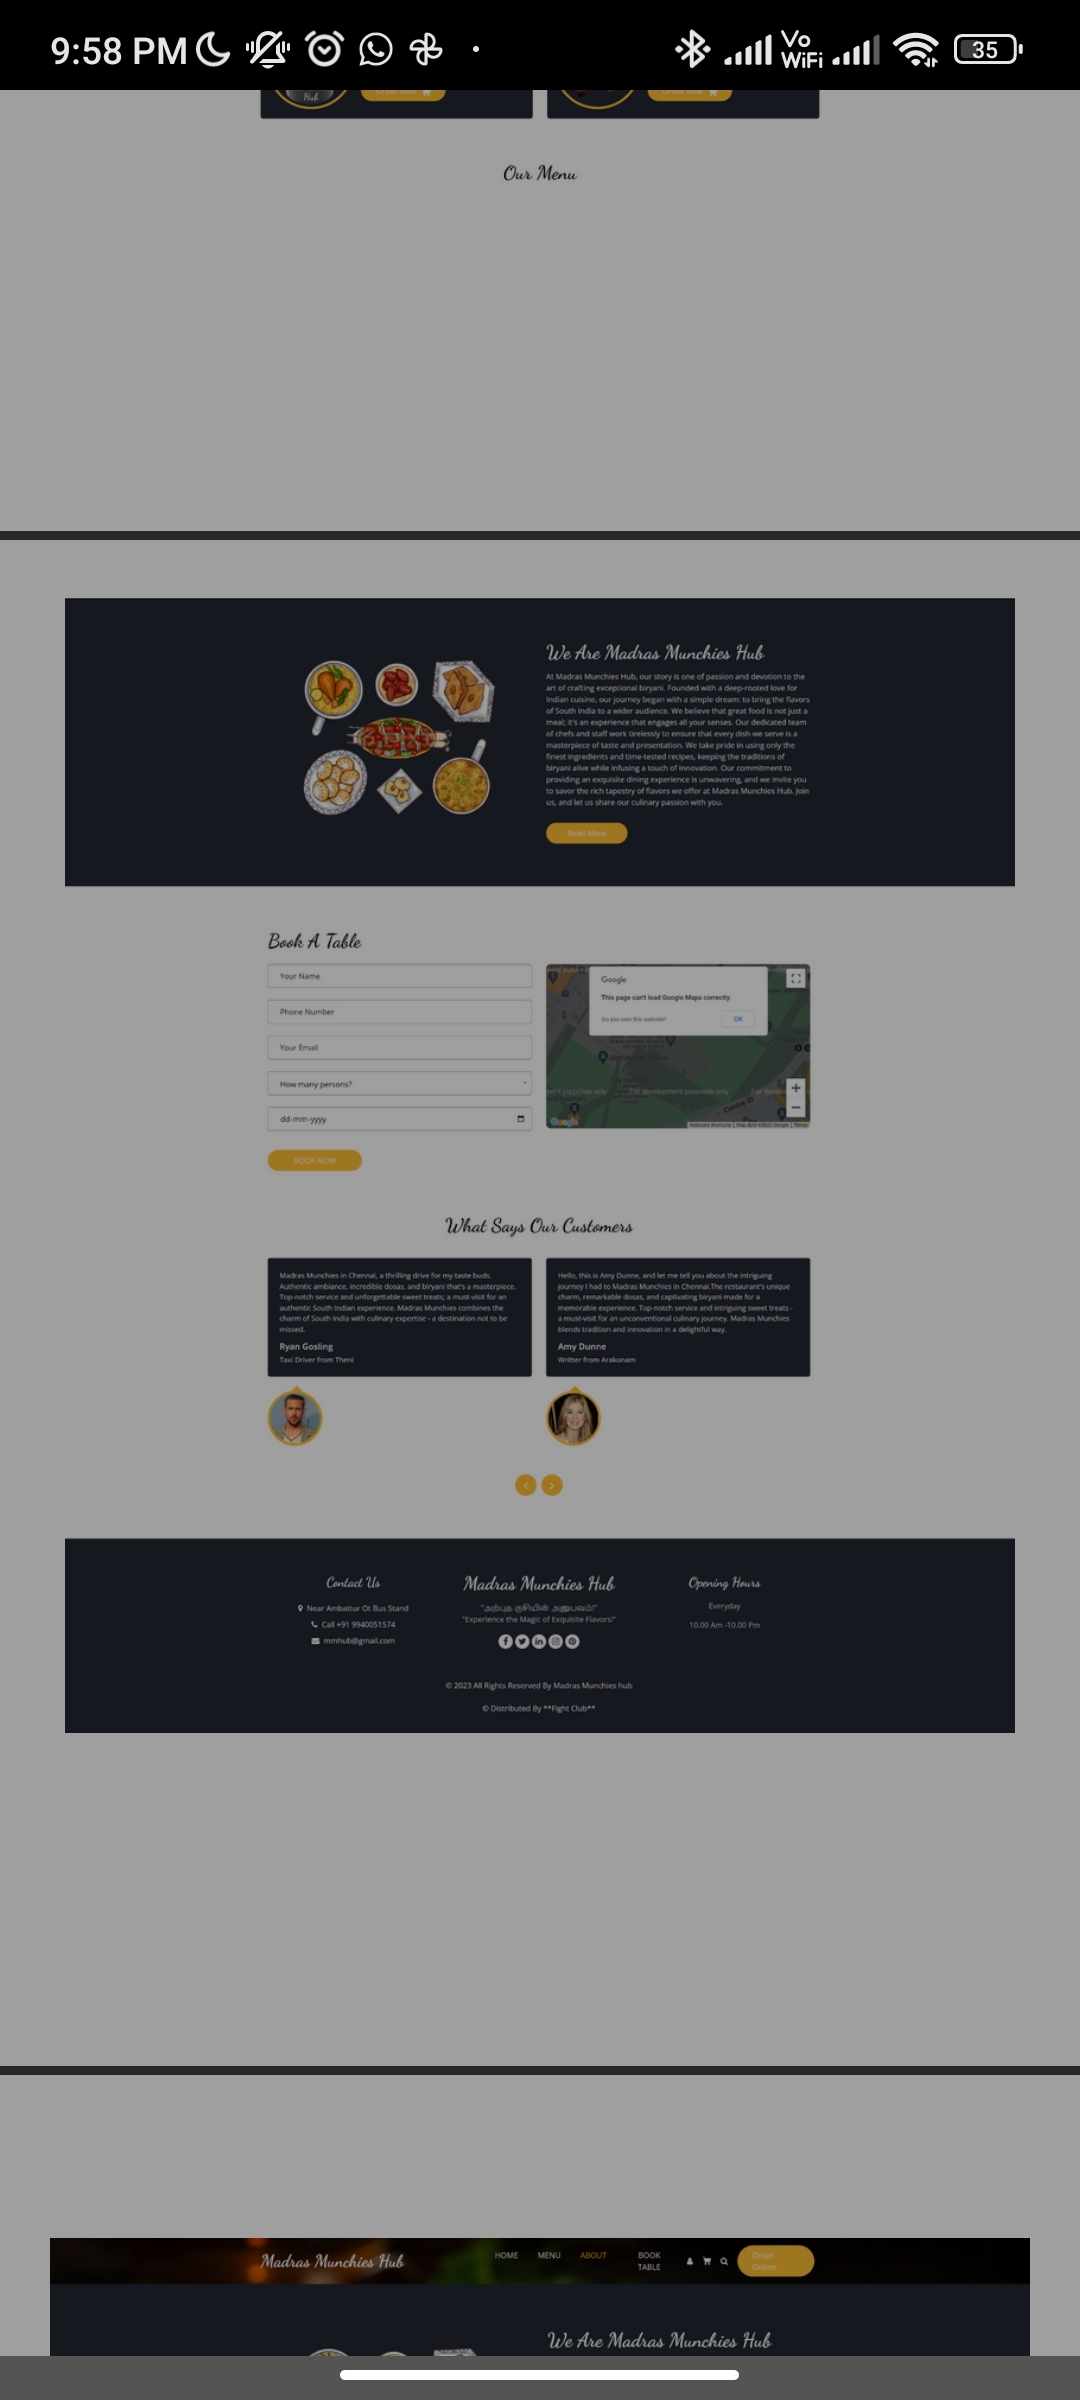 9:58 PM
Vo
WiFi
35
Hub
Order Now
Order Now
Our Menu
We Are Madras Munchies Hub
At Madras Munchies Hub, our story is one of passion and devotion to the
art of crafting exceptional biryani. Founded with a deep-rooted love for
Indian cuisine, our journey began with a simple dream: to bring the flavors
of South India to a wider audience. We believe that great food is not just a
meal; it's an experience that engages all your senses. Our dedicated team
of chefs and staff work tirelessly to ensure that every dish we serve is a
masterpiece of taste and presentation. We take pride in using only the
finest ingredients and time-tested recipes, keeping the traditions of
biryani alive while infusing a touch of innovation. Our commitment to
providing an exquisite dining experience is unwavering, and we invite you
to savor the rich tapestry of flavors we offer at Madras Munchies Hub. Join
us, and let us share our culinary passion with you.
Read More
Book A Table
Your Name
Phone Number
Your Email
How many persons?
dd-mm-yyyy
BOOK NOW
Google
This page can't load Google Maps correctly.
Do you own this website?
OK
For development purposes only
Centre St
Google
Keyboard shortcuts
Map data ©2022 Google
Terms
What Says Our Customers
Madras Munchies in Chennai, a thrilling drive for my taste buds.
Authentic ambiance, incredible dosas, and biryani that's a masterpiece.
Top-notch service and unforgettable sweet treats; a must-visit for an
authentic South Indian experience. Madras Munchies combines the
charm of South India with culinary expertise - a destination not to be
missed.
Ryan Gosling
Taxi Driver from Theni
Hello, this is Amy Dunne, and let me tell you about the intriguing
journey I had to Madras Munchies in Chennai.The restaurant's unique
charm, remarkable dosas, and captivating biryani made for a
memorable experience. Top-notch service and intriguing sweet treats -
a must-visit for an unconventional culinary journey. Madras Munchies
blends tradition and innovation in a delightful way.
Amy Dunne
Writter from Arakonam
Contact Us
Near Ambattur Ot Bus Stand
Call +91 9940051574
mmhub@gmail.com
Madras Munchies Hub
"அற்புத ருசியின் அனுபவம்!"
"Experience the Magic of Exquisite Flavors!"
Opening Hours
Everyday
10.00 Am -10.00 Pm
© 2023 All Rights Reserved By Madras Munchies hub
© Distributed By **Fight Club**
Madras Munchies Hub
HOME
MENU
ABOUT
BOOK
TABLE
Order
Online
We Are Madras Munchies Hub